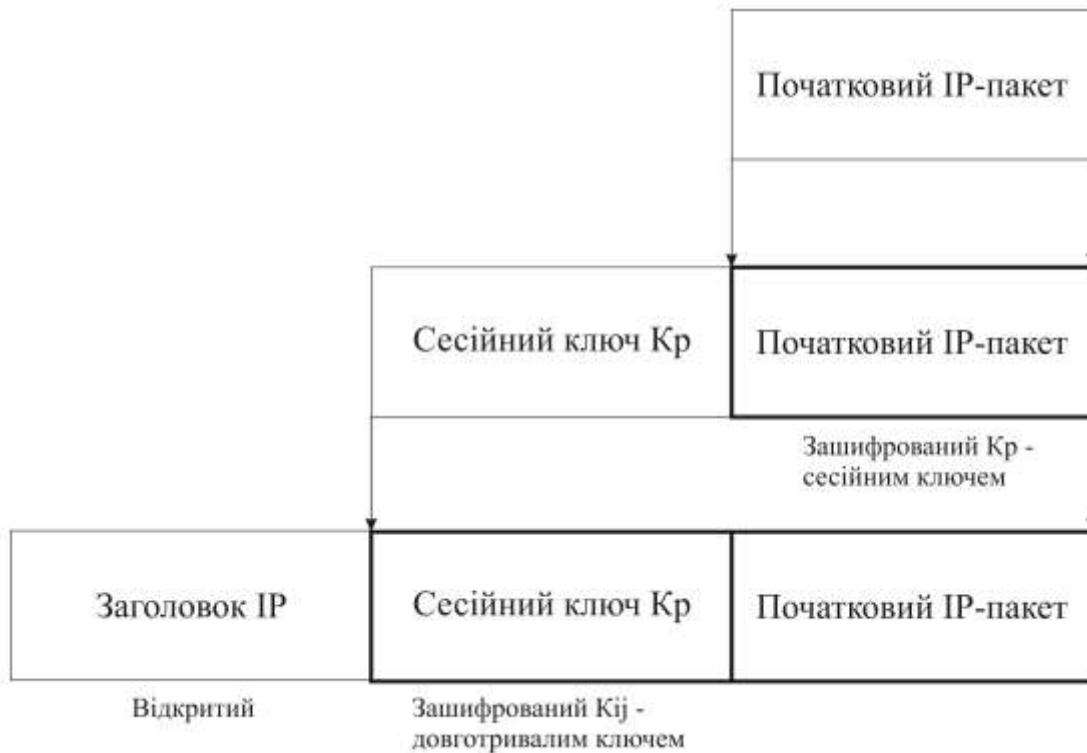 Початковий IP-пакет
Сесійний ключ Кр
Початковий IP-пакет
Зашифрований Кр -
сесійним ключем
Заголовок IP
Сесійний ключ Кр
Початковий IP-пакет
Відкритий
Зашифрований Kij -
довготривалим ключем